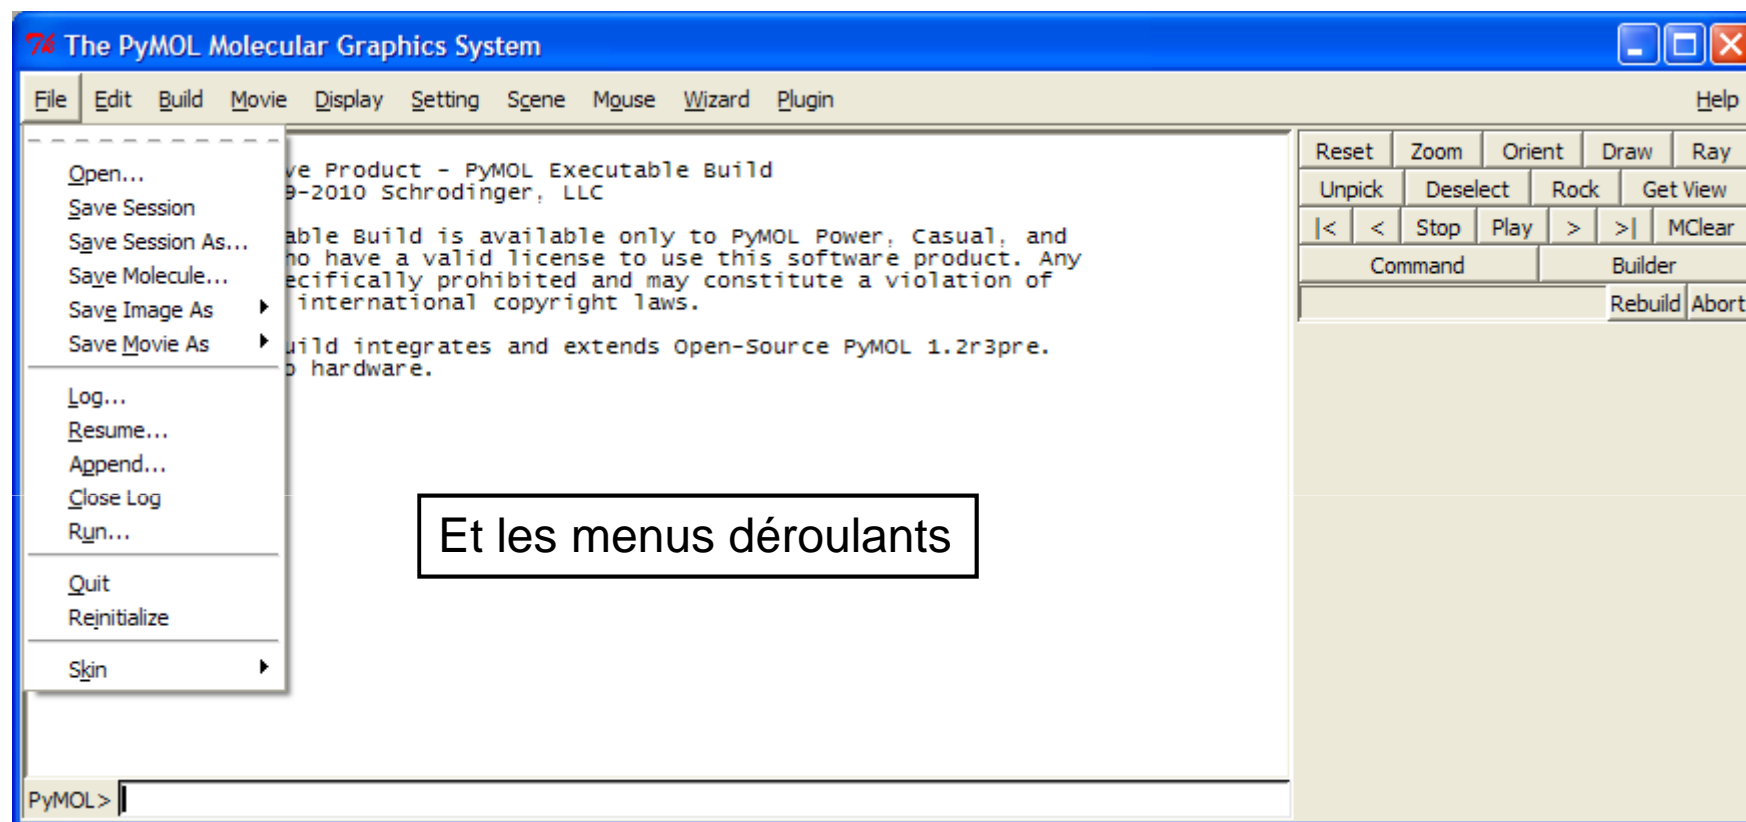 The PyMOL Molecular Graphics System
File Edit Build Movie Display Setting Scene Mouse Wizard Plugin Help
Open...
Save Session
Save Session As...
Save Molecule...
Save Image As
Save Movie As
Log...
Resume...
Append...
Close Log
Run...
Quit
Reinitialize
Skin
ve Product - PyMOL Executable Build
9-2010 Schrodinger, LLC
able Build is available only to PyMOL Power, Casual, and
ho have a valid license to use this software product. Any
ecifically prohibited and may constitute a violation of
international copyright laws.
uild integrates and extends Open-Source PyMOL 1.2r3pre.
o hardware.
Et les menus déroulants
Reset Zoom Orient Draw Ray
Unpick Deselect Rock Get View
|< < Stop Play > >| MClear
Command Builder
Rebuild Abort
PyMOL>